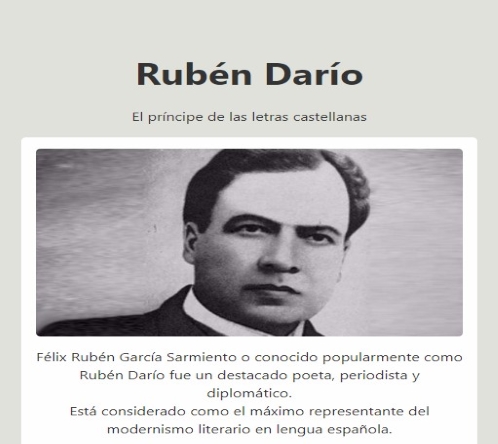 Rubén Darío
El príncipe de las letras castellanas
Félix Rubén García Sarmiento o conocido popularmente como
Rubén Darío fue un destacado poeta, periodista y
diplomático.
Está considerado como el máximo representante del
modernismo literario en lengua española.